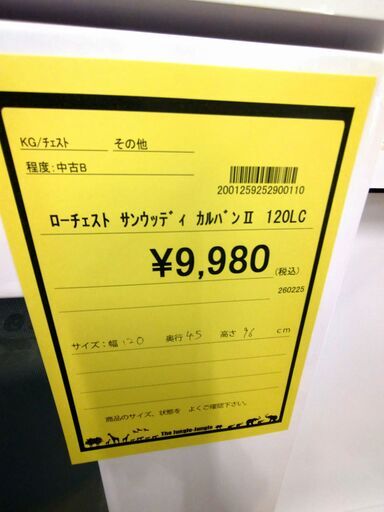 KG/ﾁｪｽﾄ その他
程度:中古B
2001259252900110
ローチェスト サンウッディ カルバンⅡ 120LC
¥9,980(税込)
260225
サイズ:幅 120 奥行 45 高さ 96 cm
商品のサイズ、状態を よくご確認下さい。
The Jungle-Jungle